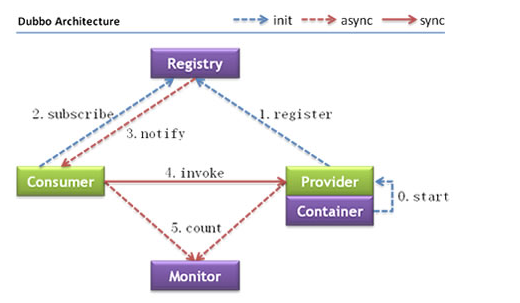 Dubbo Architecture
init
async
sync
Registry
2. subscribe
1. register
3. notify
Consumer
4. invoke
Provider
Container
0. start
5. count
Monitor